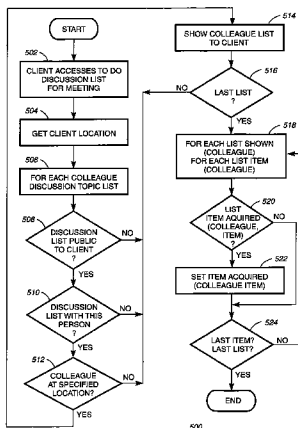 START
502
CLIENT ACCESSES TO DO
DISCUSSION LIST
FOR MEETING
504
GET CLIENT LOCATION
506
FOR EACH COLLEAGUE
DISCUSSION TOPIC LIST
508
DISCUSSION
LIST PUBLIC
TO CLIENT
?
NO
YES
510
DISCUSSION
LIST WITH THIS
PERSON
?
NO
YES
512
COLLEAGUE
AT SPECIFIED
LOCATION?
NO
YES
514
SHOW COLLEAGUE LIST
TO CLIENT
516
LAST LIST
?
NO
YES
518
FOR EACH LIST SHOWN
(COLLEAGUE)
FOR EACH LIST ITEM
(COLLEAGUE)
520
LIST
ITEM AQUIRED
(COLLEAGUE,
ITEM)
?
NO
YES
522
SET ITEM ACQUIRED
(COLLEAGUE ITEM)
524
LAST ITEM?
LAST LIST?
NO
YES
END
500